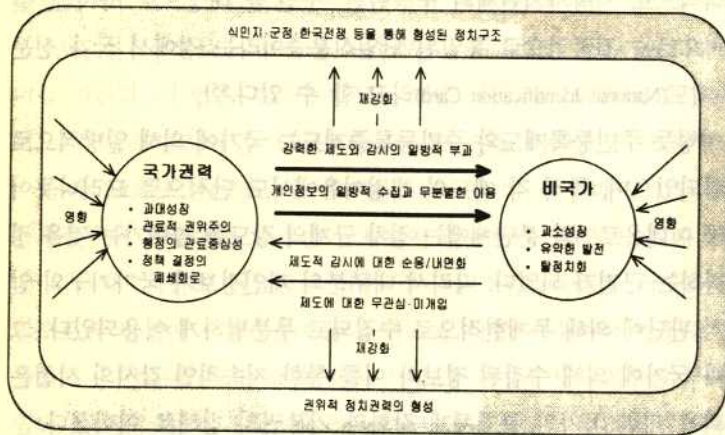 식민지·군정·한국전쟁 등을 통해 형성된 정치구조
재강화
강력한 제도와 감시의 일방적 부과
개인정보의 일방적 수집과 무분별한 이용
국가권력
• 과대성장
• 관료적 권위주의
• 행정의 관료중심성
• 정책 결정의
폐쇄회로
영향
비국가
• 과소성장
• 유약한 발전
• 탈정치화
영향
제도적 감시에 대한 순응/내면화
제도에 대한 무관심·미개입
재강화
권위적 정치권력의 형성